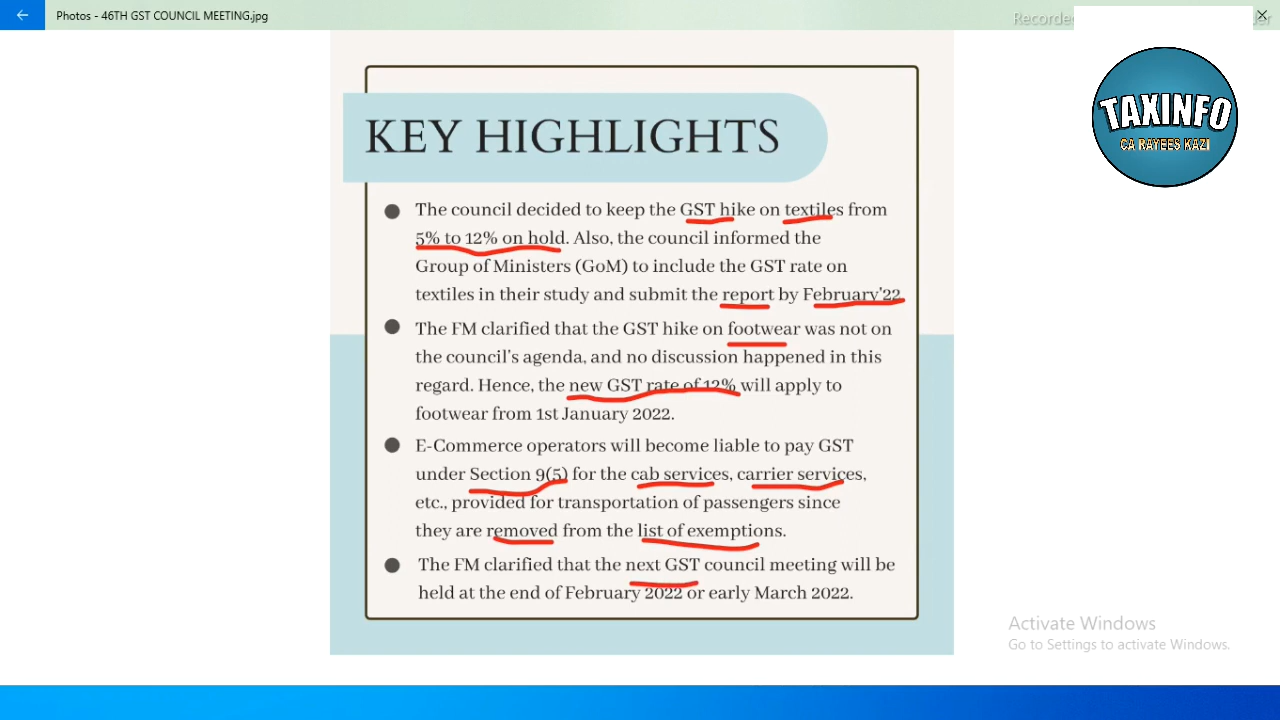 Photos - 46TH GST COUNCIL MEETING.jpg
TAXINFO
CA RAYEES KAZI
KEY HIGHLIGHTS
The council decided to keep the GST hike on textiles from
5% to 12% on hold. Also, the council informed the
Group of Ministers (GoM) to include the GST rate on
textiles in their study and submit the report by February'22
The FM clarified that the GST hike on footwear was not on
the council's agenda, and no discussion happened in this
regard. Hence, the new GST rate of 12% will apply to
footwear from 1st January 2022.
E-Commerce operators will become liable to pay GST
under Section 9(5) for the cab services, carrier services,
etc., provided for transportation of passengers since
they are removed from the list of exemptions.
The FM clarified that the next GST council meeting will be
held at the end of February 2022 or early March 2022.
Activate Windows
Go to Settings to activate Windows.